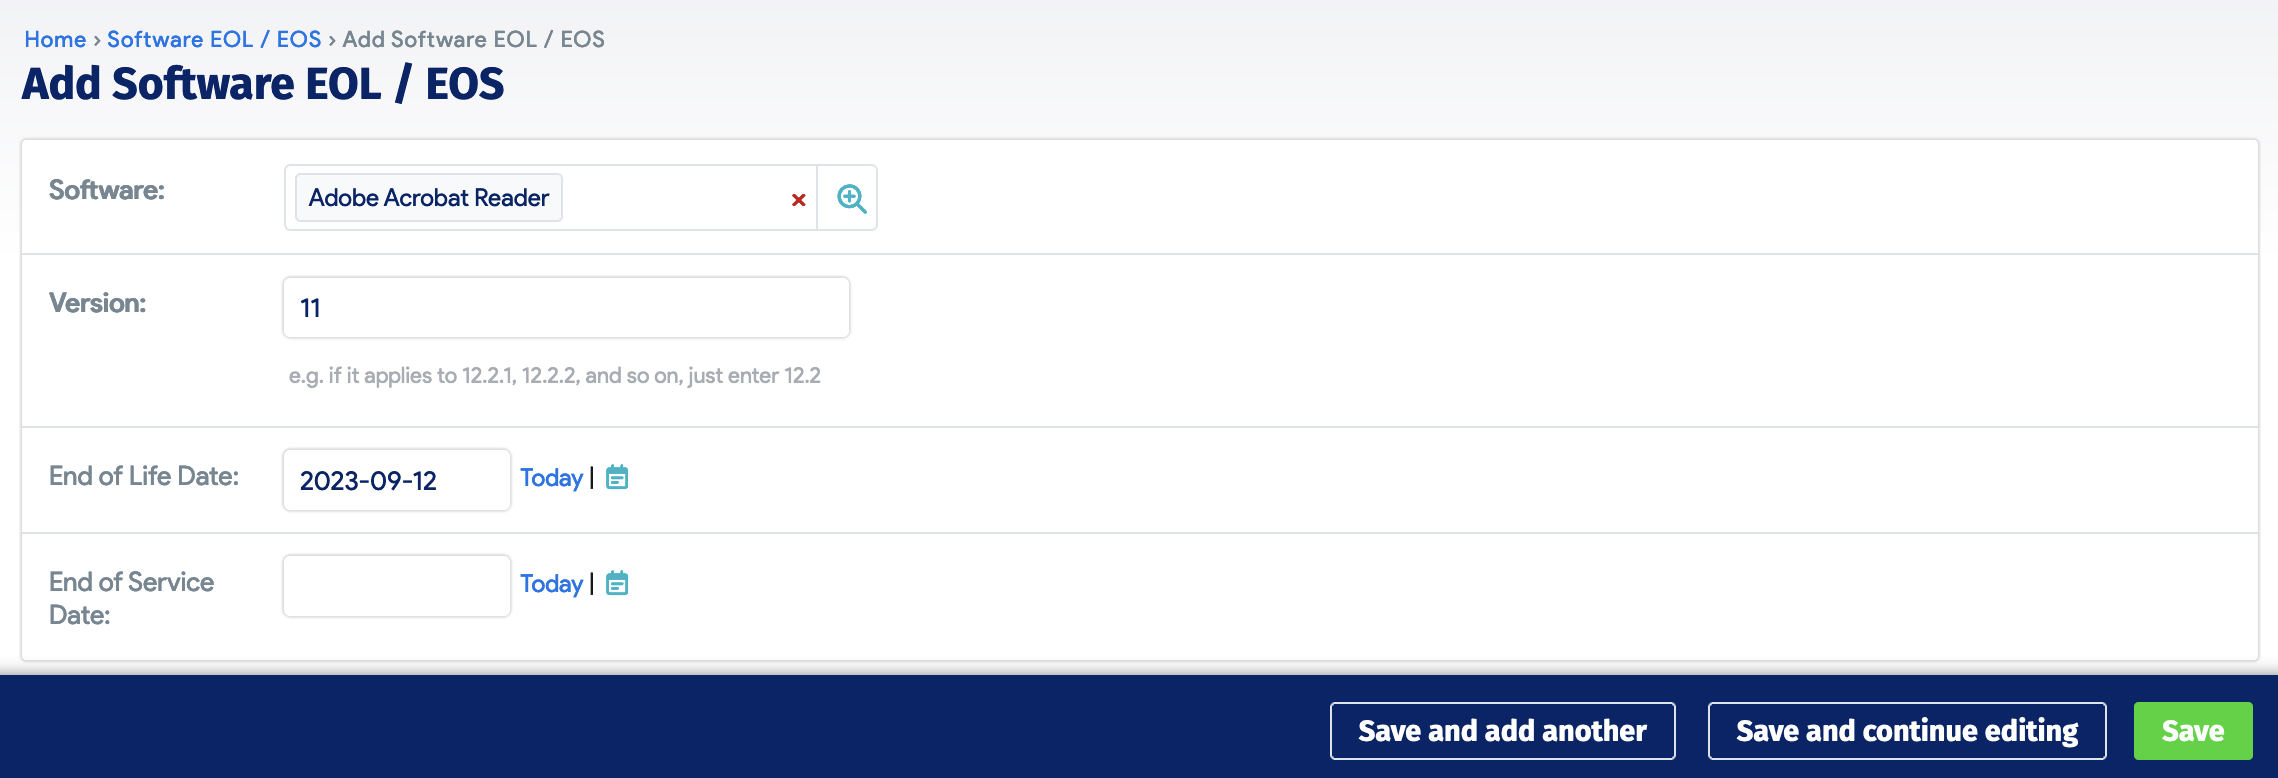 Home › Software EOL / EOS › Add Software EOL / EOS
Add Software EOL / EOS
Software:
Adobe Acrobat Reader
Version:
11
e.g. if it applies to 12.2.1, 12.2.2, and so on, just enter 12.2
End of Life Date:
2023-09-12
Today |
End of Service
Date:
Today |
Save and add another
Save and continue editing
Save